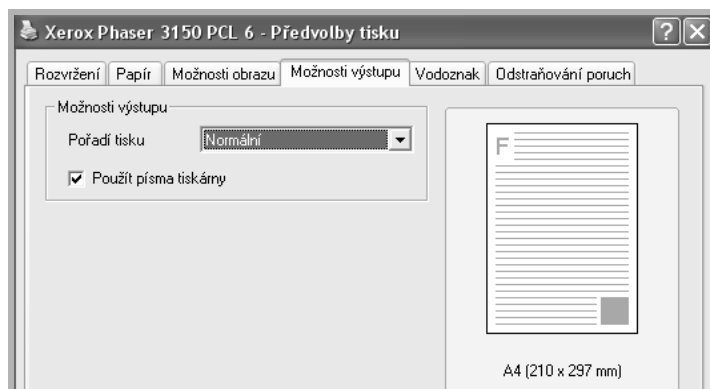 Xerox Phaser 3150 PCL 6 - Předvolby tisku
Rozvržení Papír Možnosti obrazu Možnosti výstupu Vodoznak Odstraňování poruch
Možnosti výstupu
Pořadí tisku Normální
Použít písma tiskárny
F
A4 (210 x 297 mm)